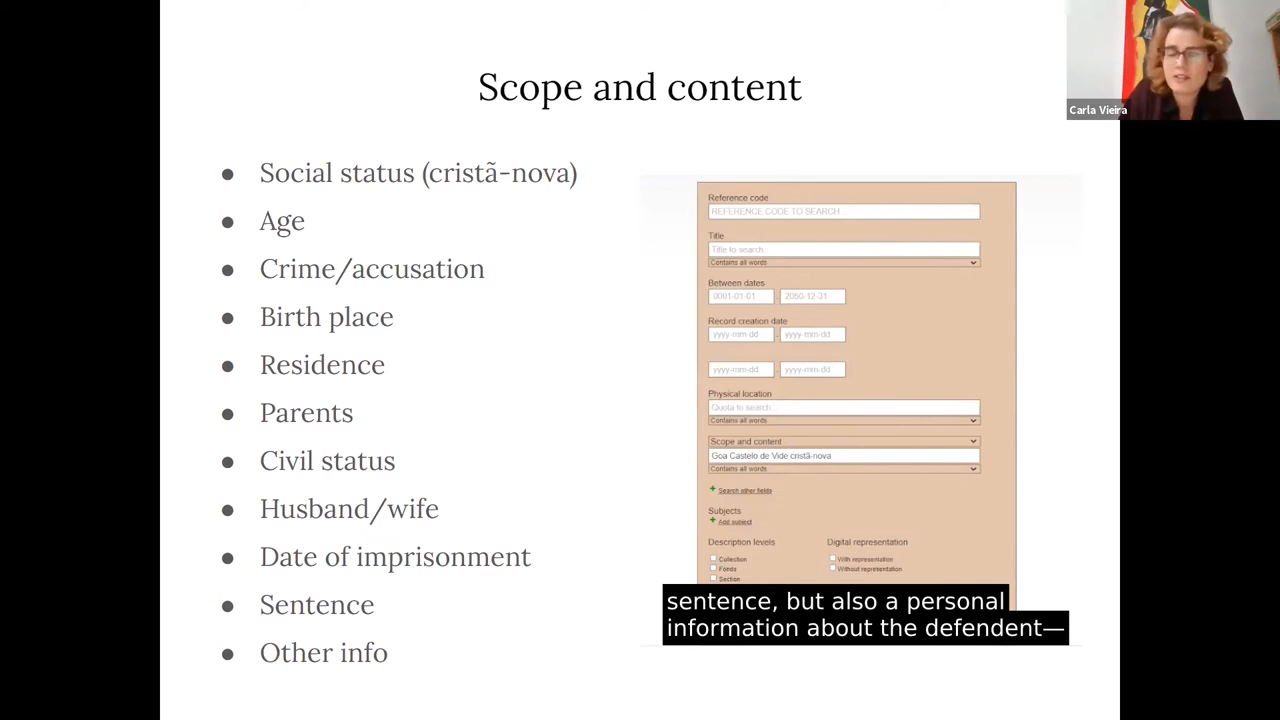 Carla Vieira
Scope and content
● Social status (cristã-nova)
● Age
● Crime/accusation
● Birth place
● Residence
● Parents
● Civil status
● Husband/wife
● Date of imprisonment
● Sentence
● Other info
Reference code
REFERENCE CODE TO SEARCH...
Title
Title to search...
Contains all words
Between dates
0001-01-01 - 2050-12-31
Record creation date
yyyy-mm-dd - yyyy-mm-dd
yyyy-mm-dd - yyyy-mm-dd
Physical location
Quota to search...
Contains all words
Scope and content
Goa Castelo de Vide cristã-nova
Contains all words
+ Search other fields
Subjects
+ Add subject
Description levels Digital representation
Collection With representation
Fonds Without representation
Section
sentence, but also a personal
information about the defendent—